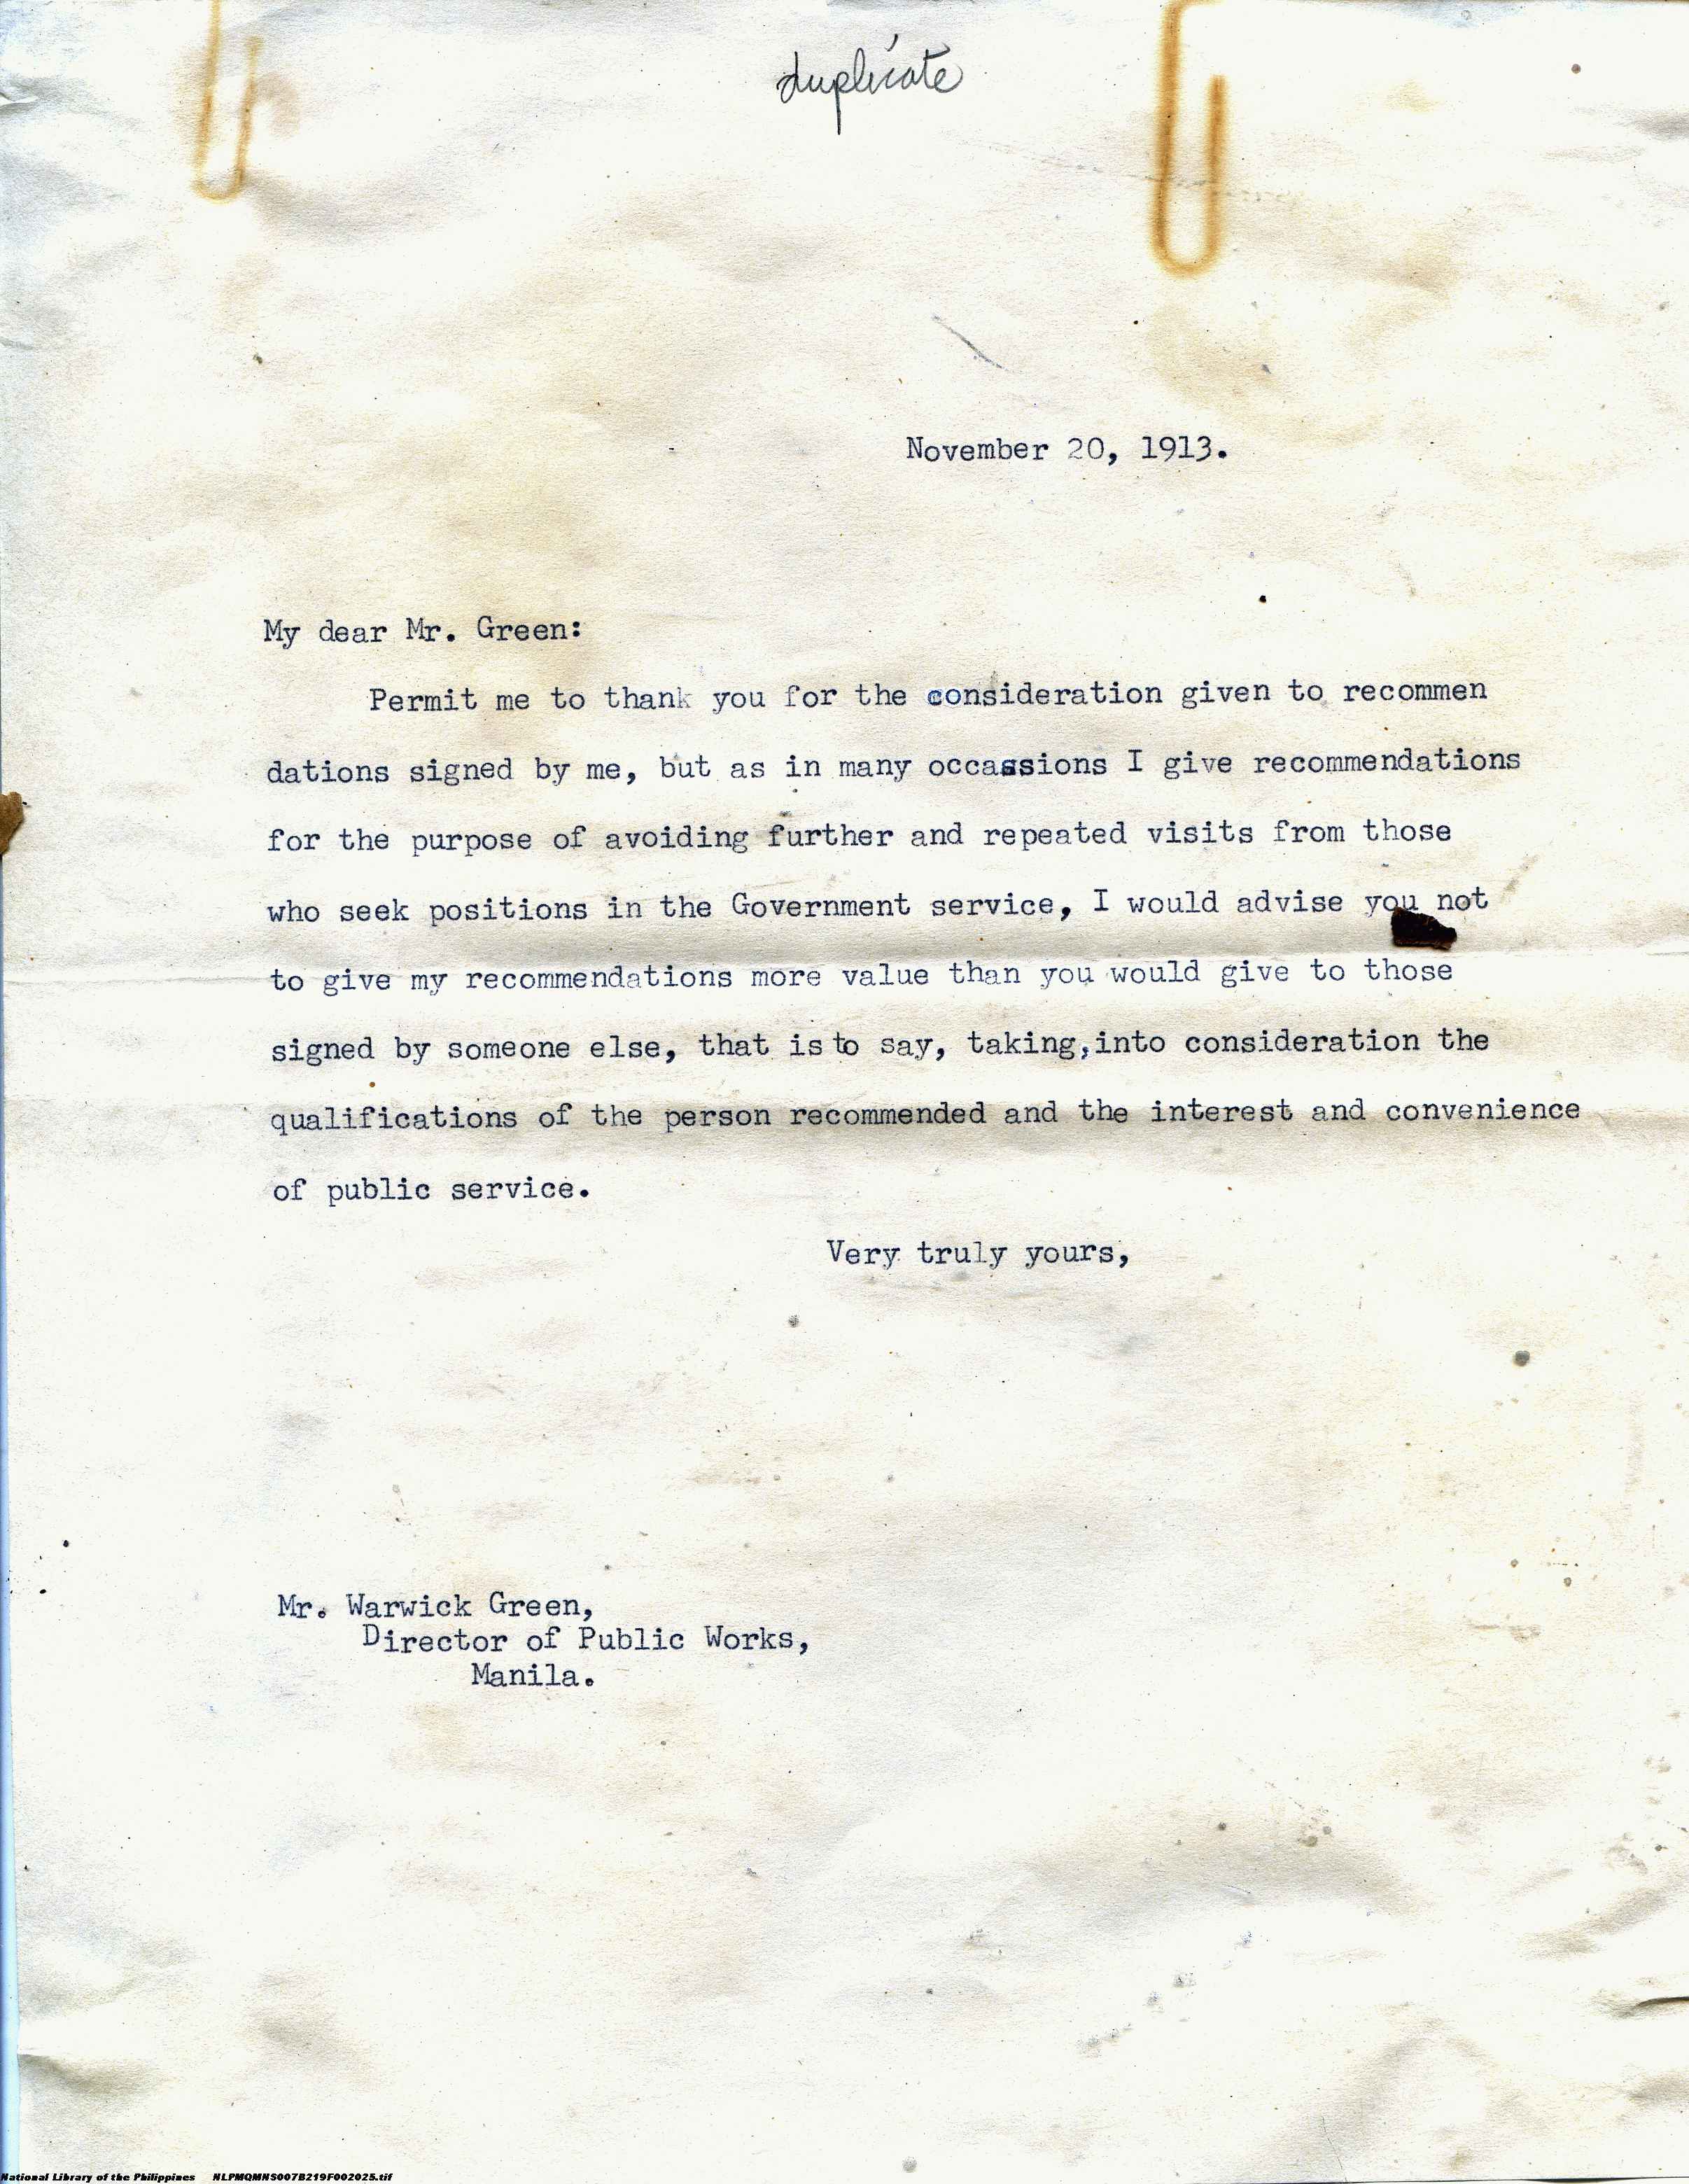 duplicate
November 20, 1913.
My dear Mr. Green:
Permit me to thank you for the consideration given to recommen
dations signed by me, but as in many occassions I give recommendations
for the purpose of avoiding further and repeated visits from those
who seek positions in the Government service, I would advise you not
to give my recommendations more value than you would give to those
signed by someone else, that is to say, taking,into consideration the
qualifications of the person recommended and the interest and convenience
of public service.
Very truly yours,
Mr. Warwick Green,
Director of Public Works,
Manila.
National Library of the Philippines NLPMQMNS007B219F002025.tif